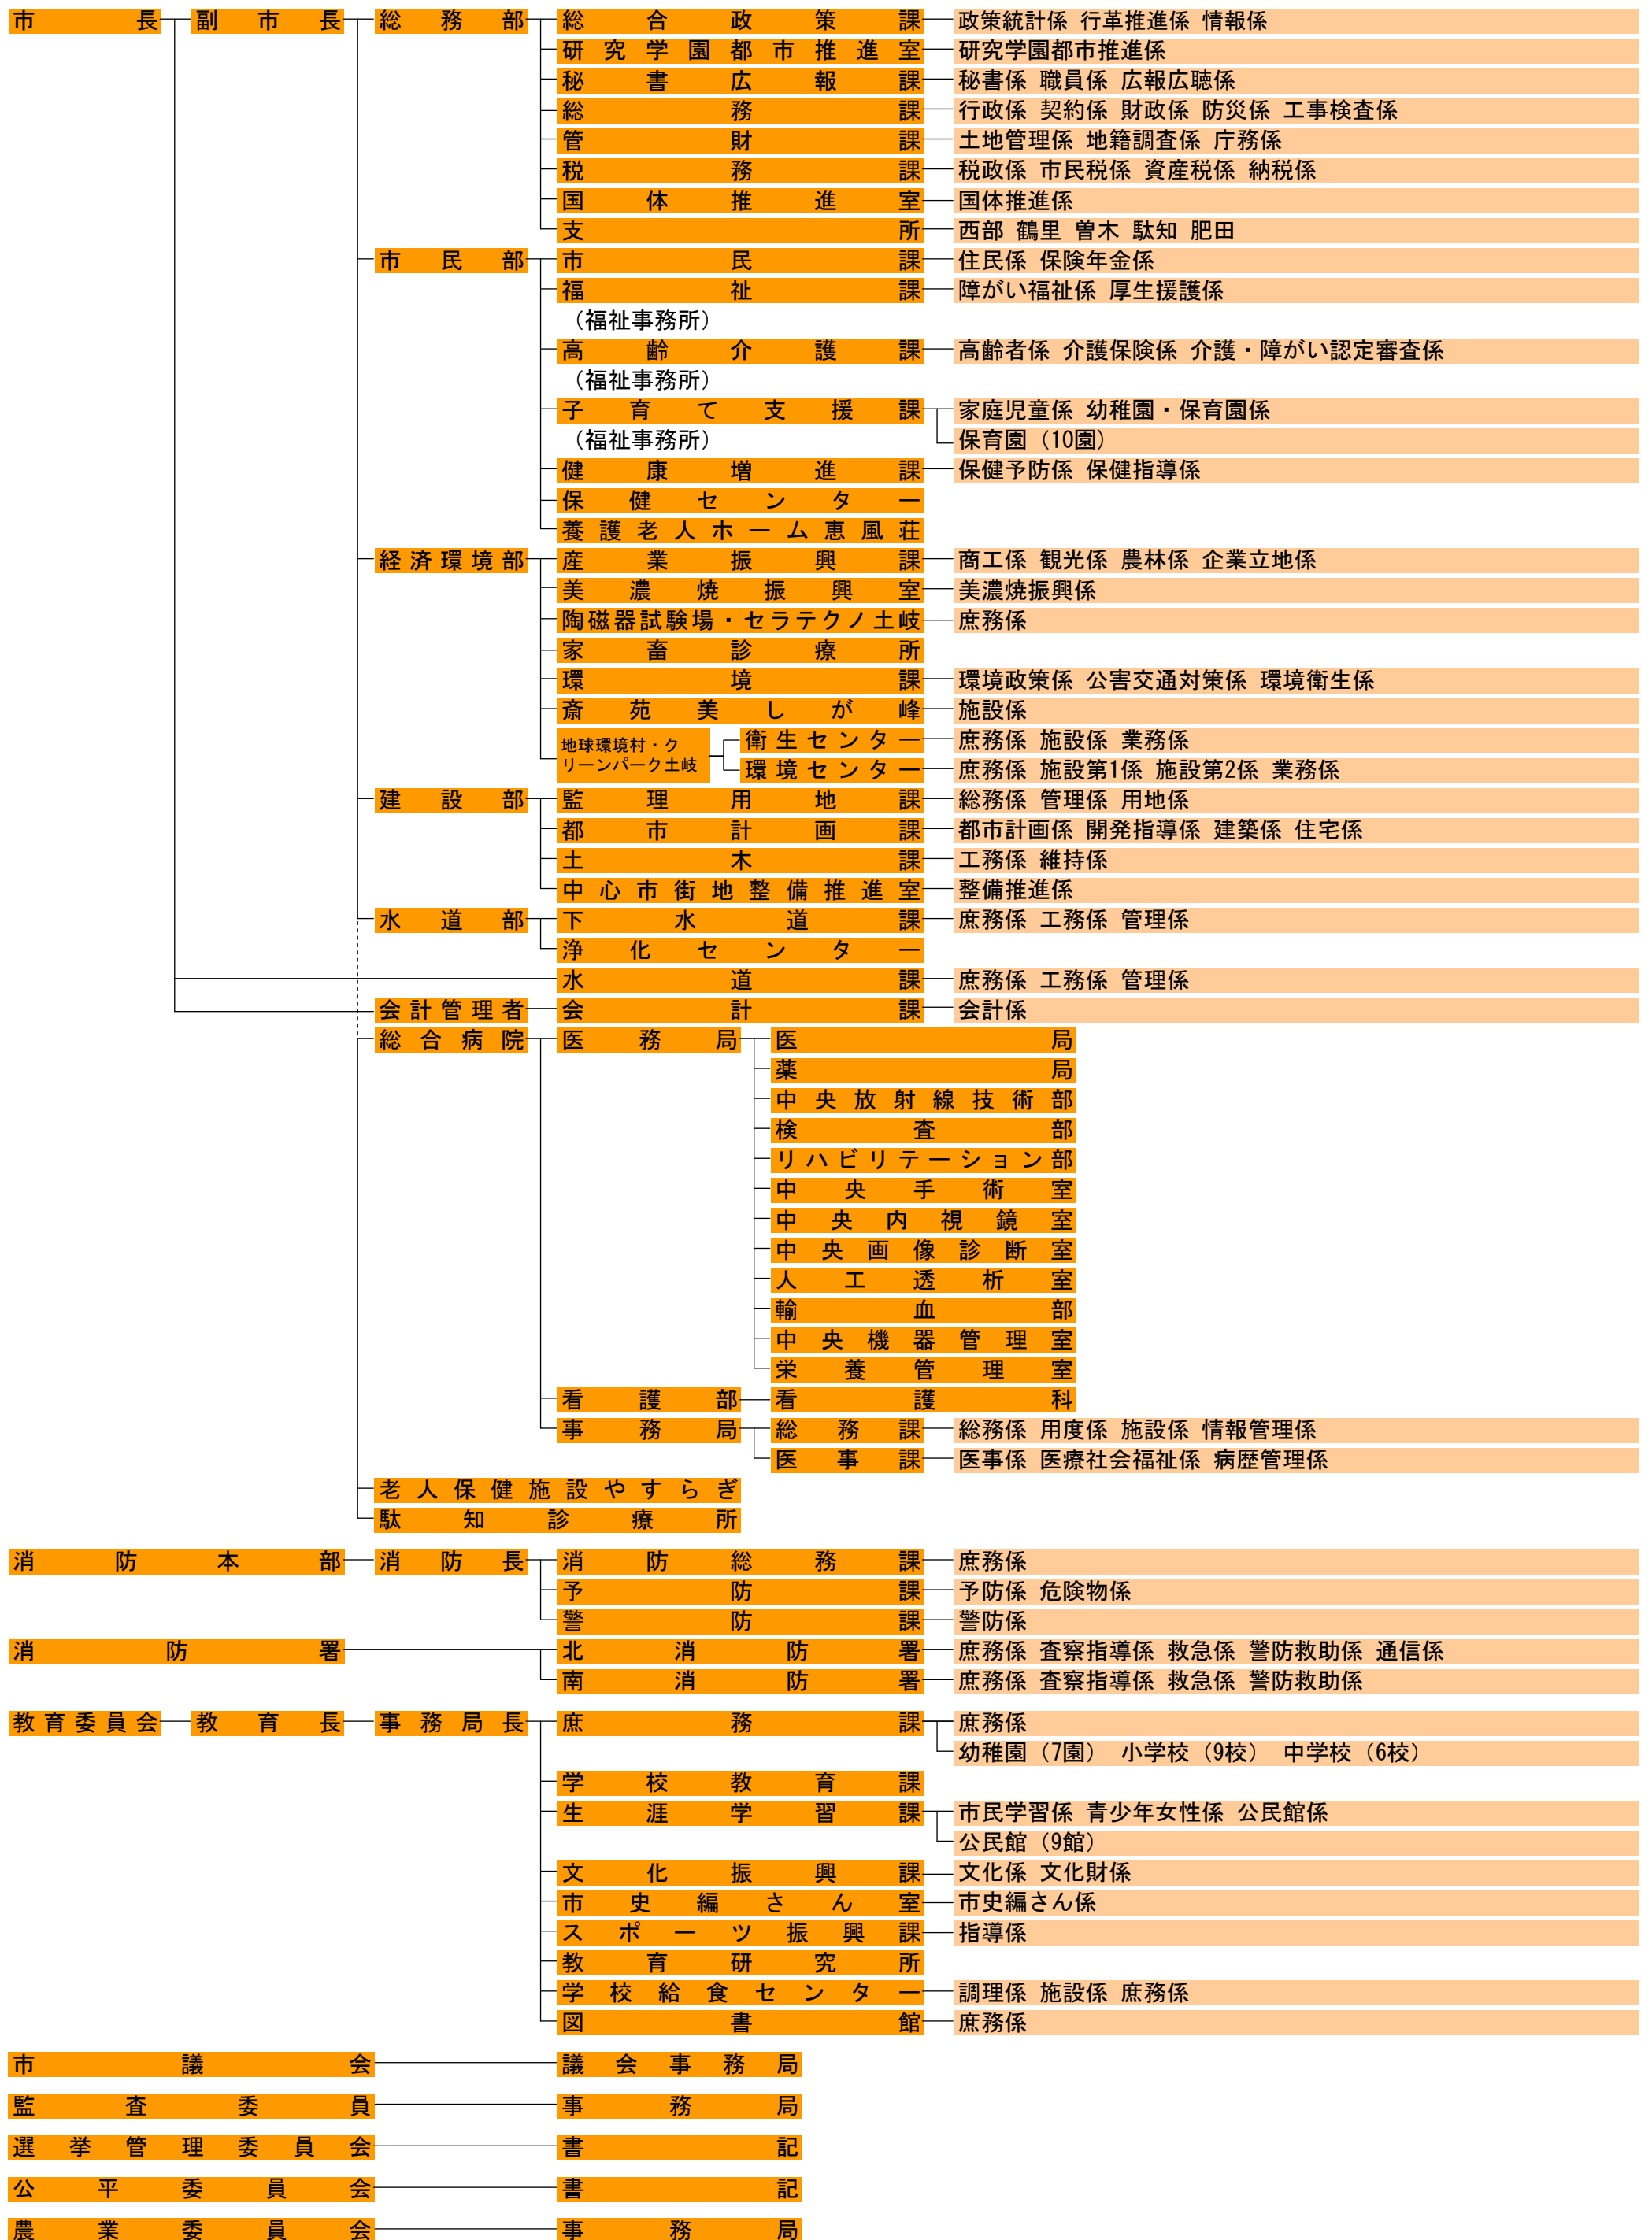 市長 副市長 総務部 総合政策課 政策統計係 行革推進係 情報係
研究学園都市推進室 研究学園都市推進係
秘書広報課 秘書係 職員係 広報広聴係
総務課 行政係 契約係 財政係 防災係 工事検査係
管財課 土地管理係 地籍調査係 庁務係
税務課 税政係 市民税係 資産税係 納税係
国体推進室 国体推進係
支所 西部 鶴里 曽木 駄知 肥田
市民部 市民課 住民係 保険年金係
福祉課 障がい福祉係 厚生援護係
（福祉事務所）
高齢介護課 高齢者係 介護保険係 介護・障がい認定審査係
（福祉事務所）
子育て支援課 家庭児童係 幼稚園・保育園係
（福祉事務所） 保育園（10園）
健康増進課 保健予防係 保健指導係
保健センター
養護老人ホーム恵風荘
経済環境部 産業振興課 商工係 観光係 農林係 企業立地係
美濃焼振興室 美濃焼振興係
陶磁器試験場・セラテクノ土岐 庶務係
家畜診療所
環境課 環境政策係 公害交通対策係 環境衛生係
斎苑美しが峰 施設係
地球環境村・ク
リーンパーク土岐
衛生センター 庶務係 施設係 業務係
環境センター 庶務係 施設第1係 施設第2係 業務係
建設部 監理用地課 総務係 管理係 用地係
都市計画課 都市計画係 開発指導係 建築係 住宅係
土木課 工務係 維持係
中心市街地整備推進室 整備推進係
水道部 下水道課 庶務係 工務係 管理係
浄化センター
水道課 庶務係 工務係 管理係
会計管理者 会計課 会計係
総合病院 医務局 医局
薬局
中央放射線技術部
検査部
リハビリテーション部
中央手術室
中央内視鏡室
中央画像診断室
人工透析室
輸血部
中央機器管理室
栄養管理室
看護部 看護科
事務局 総務課 総務係 用度係 施設係 情報管理係
医事課 医事係 医療社会福祉係 病歴管理係
老人保健施設やすらぎ
駄知診療所
消防本部 消防長 消防総務課 庶務係
予防課 予防係 危険物係
警防課 警防係
消防署 北消防署 庶務係 査察指導係 救急係 警防救助係 通信係
南消防署 庶務係 査察指導係 救急係 警防救助係
教育委員会 教育長 事務局長 庶務課 庶務係
幼稚園（7園） 小学校（9校） 中学校（6校）
学校教育課
生涯学習課 市民学習係 青少年女性係 公民館係
公民館（9館）
文化振興課 文化係 文化財係
市史編さん室 市史編さん係
スポーツ振興課 指導係
教育研究所
学校給食センター 調理係 施設係 庶務係
図書館 庶務係
市議会 議会事務局
監査委員 事務局
選挙管理委員会 書記
公平委員会 書記
農業委員会 事務局